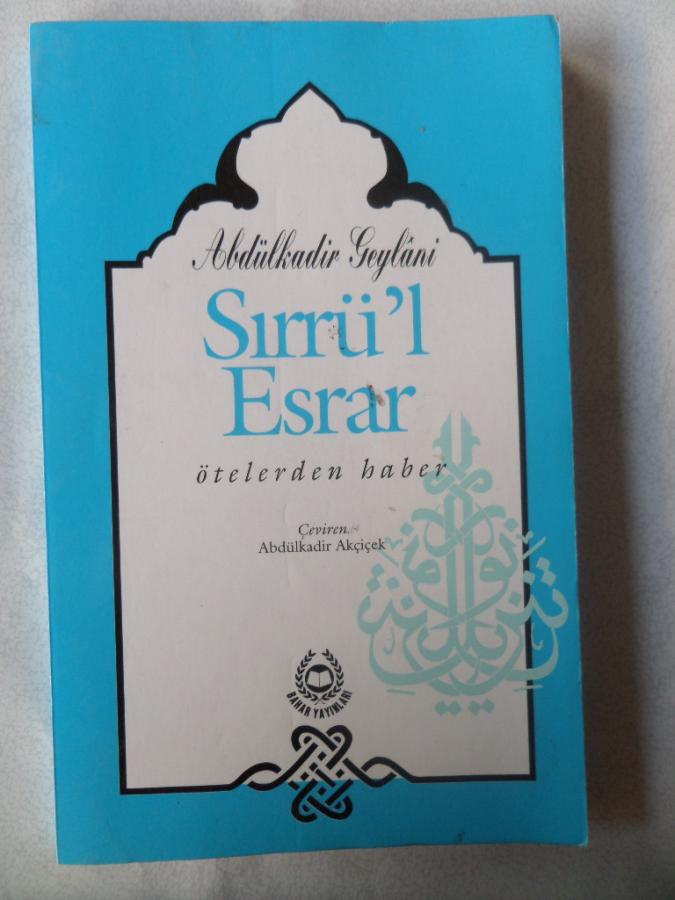 Abdülkadir Geylâni
Sırrü'l
Esrar
ötelerden haber
Çeviren
Abdülkadir Akçiçek
BAHAR YAYINLARI